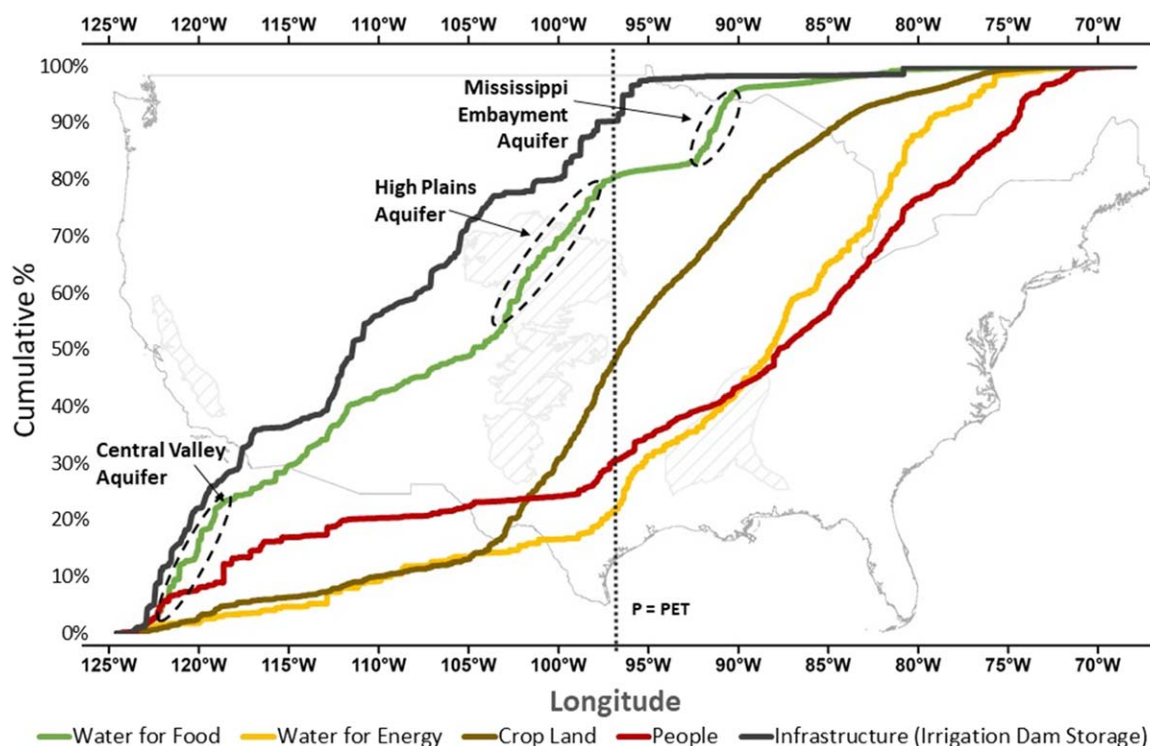 125°W 120°W 115°W 110°W 105°W 100°W 95°W 90°W 85°W 80°W 75°W 70°W
100%
90%
80%
70%
60%
50%
40%
30%
20%
10%
0%
Cumulative %
Mississippi
Embayment
Aquifer
High Plains
Aquifer
Central Valley
Aquifer
P = PET
125°W 120°W 115°W 110°W 105°W 100°W 95°W 90°W 85°W 80°W 75°W 70°W
Longitude
Water for Food Water for Energy Crop Land People Infrastructure (Irrigation Dam Storage)